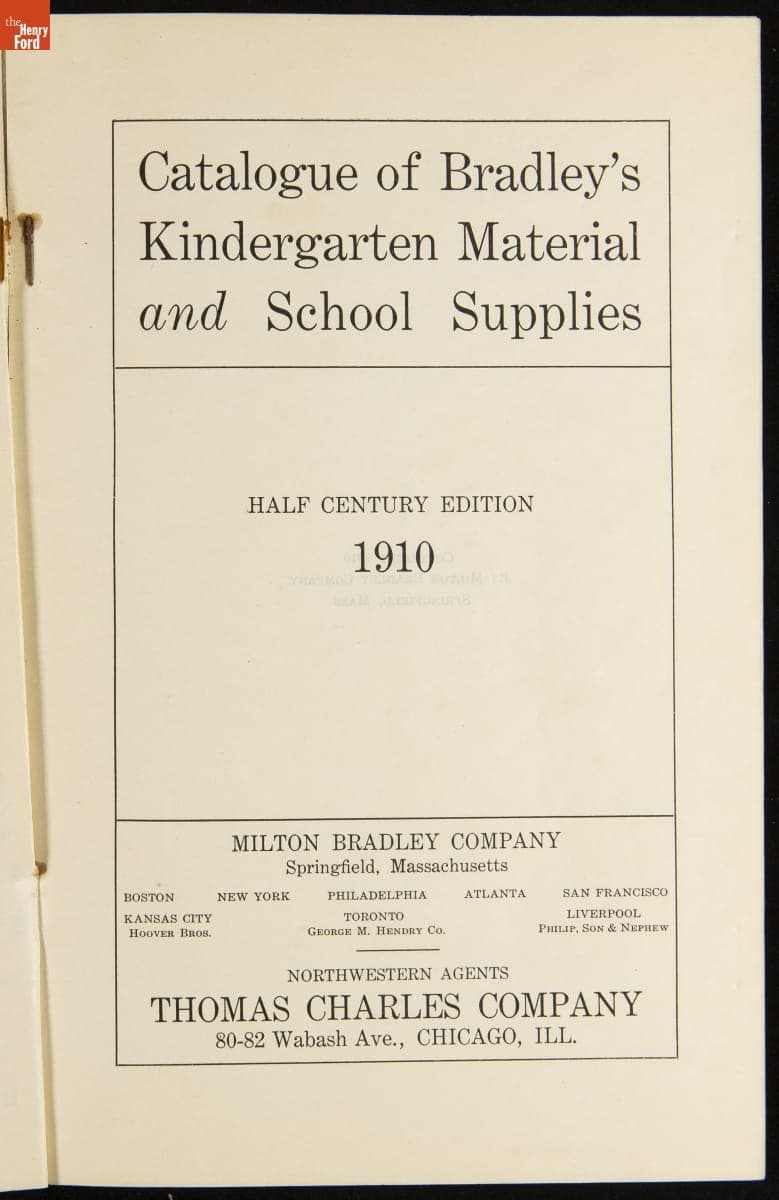 the
Henry
Ford
Catalogue of Bradley's
Kindergarten Material
and School Supplies
HALF CENTURY EDITION
1910
MILTON BRADLEY COMPANY
Springfield, Massachusetts
BOSTON NEW YORK PHILADELPHIA ATLANTA SAN FRANCISCO
KANSAS CITY TORONTO LIVERPOOL
HOOVER BROS. GEORGE M. HENDRY CO. PHILIP, SON & NEPHEW
NORTHWESTERN AGENTS
THOMAS CHARLES COMPANY
80-82 Wabash Ave., CHICAGO, ILL.